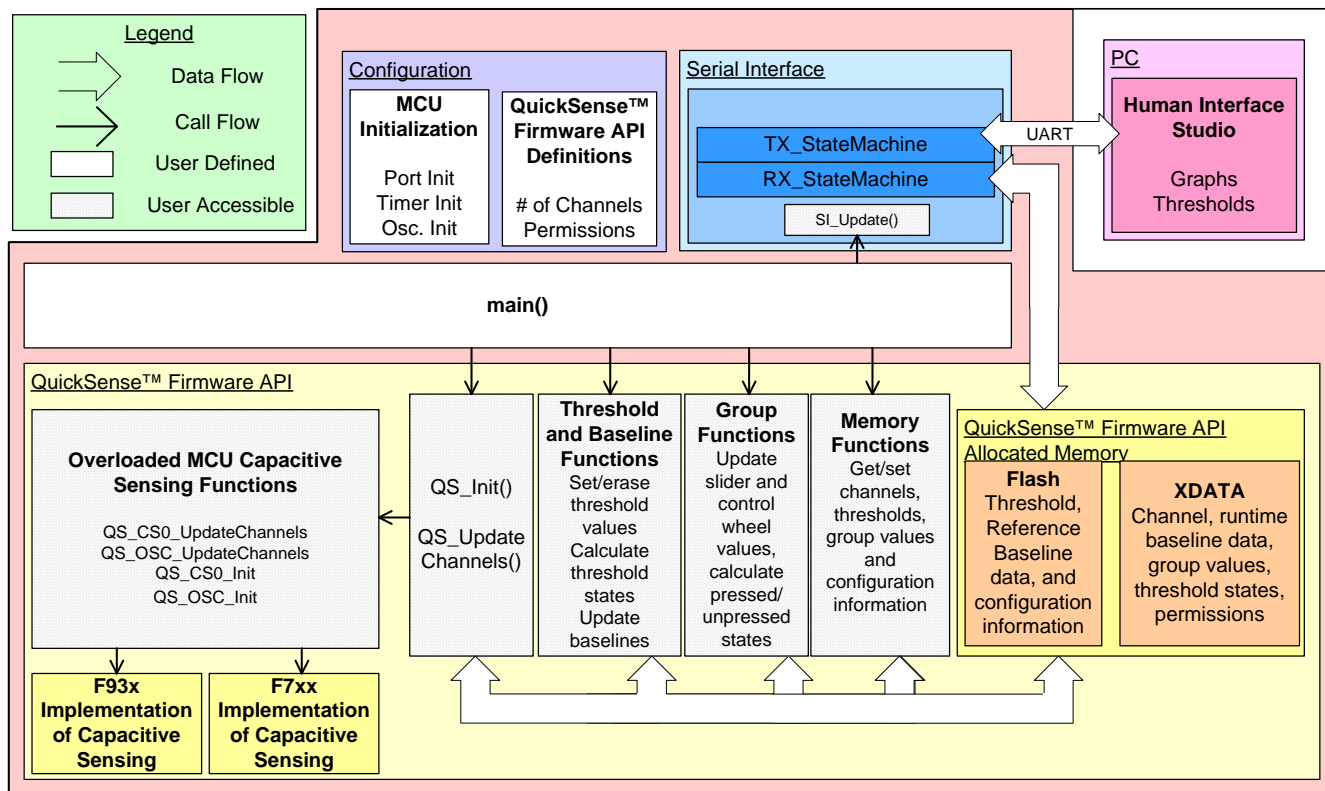 Legend
Data Flow
Call Flow
User Defined
User Accessible
Configuration
MCU
Initialization
Port Init
Timer Init
Osc. Init
QuickSense™
Firmware API
Definitions
# of Channels
Permissions
Serial Interface
TX_StateMachine
RX_StateMachine
SI_Update()
UART
PC
Human Interface
Studio
Graphs
Thresholds
main()
QuickSense™ Firmware API
Overloaded MCU Capacitive
Sensing Functions
QS_CS0_UpdateChannels
QS_OSC_UpdateChannels
QS_CS0_Init
QS_OSC_Init
F93x
Implementation
of Capacitive
Sensing
F7xx
Implementation
of Capacitive
Sensing
QS_Init()
QS_Update
Channels()
Threshold
and Baseline
Functions
Set/erase
threshold
values
Calculate
threshold
states
Update
baselines
Group
Functions
Update
slider and
control
wheel
values,
calculate
pressed/
unpressed
states
Memory
Functions
Get/set
channels,
thresholds,
group values
and
configuration
information
QuickSense™ Firmware API
Allocated Memory
Flash
Threshold,
Reference
Baseline
data, and
configuration
information
XDATA
Channel, runtime
baseline data,
group values,
threshold states,
permissions